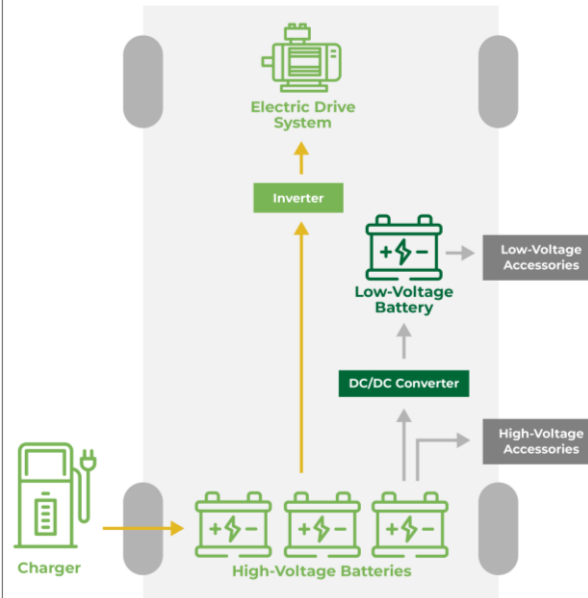 Electric Drive
System
Inverter
Low-Voltage
Battery
Low-Voltage
Accessories
DC/DC Converter
High-Voltage
Accessories
Charger
High-Voltage Batteries